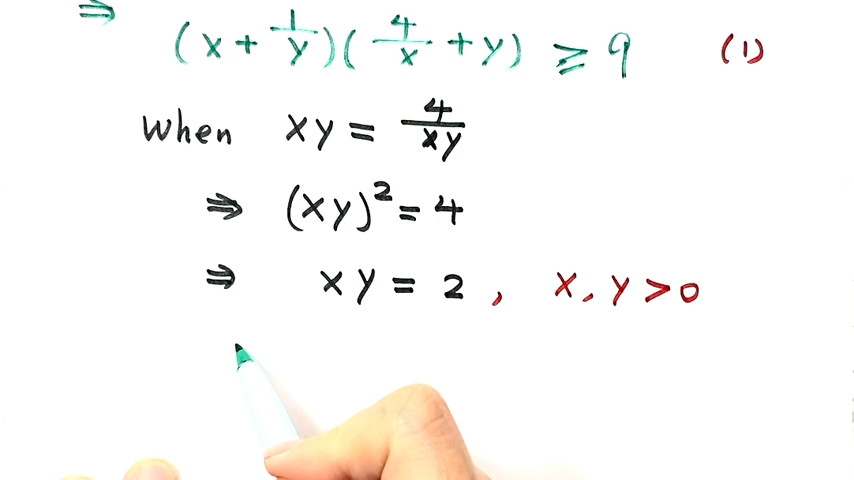 ⇒
(x + 1/y)(4/x + y) ≥ 9 (1)
When xy = 4/xy
⇒ (xy)² = 4
⇒ xy = 2, x, y > 0